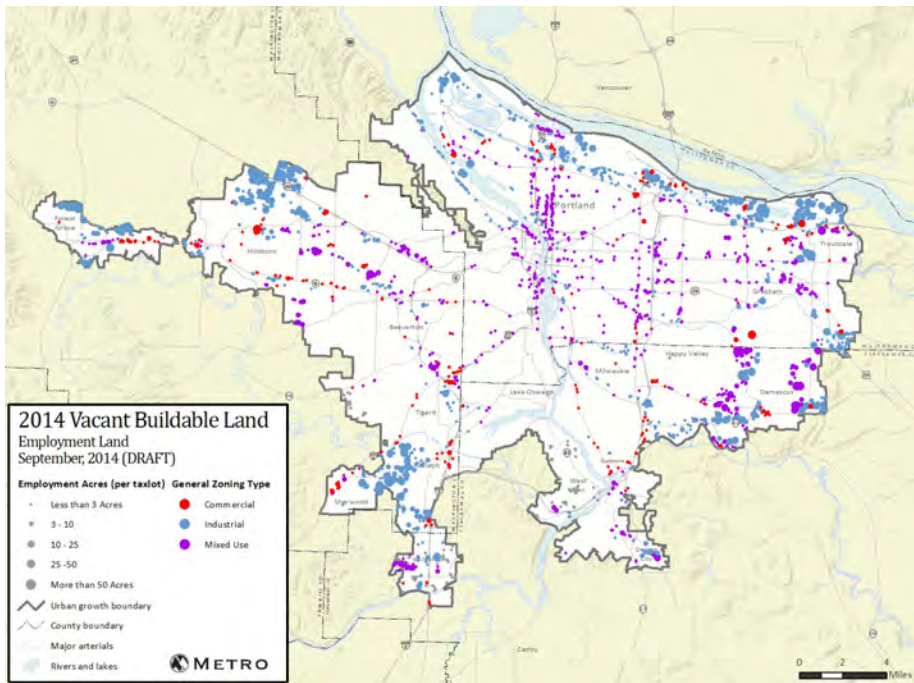 Vancouver
Portland
Forest
Grove
Hillsboro
Troutdale
Gresham
Beaverton
Happy Valley
Milwaukie
Lake Oswego
Damascus
Tigard
West
Sherwood
Canby
2014 Vacant Buildable Land
Employment Land
September, 2014 (DRAFT)
Employment Acres (per taxlot)
Less than 3 Acres
3 - 10
10 - 25
25 -50
More than 50 Acres
Urban growth boundary
County boundary
Major arterials
Rivers and lakes
General Zoning Type
Commercial
Industrial
Mixed Use
METRO
0 2 4
Miles